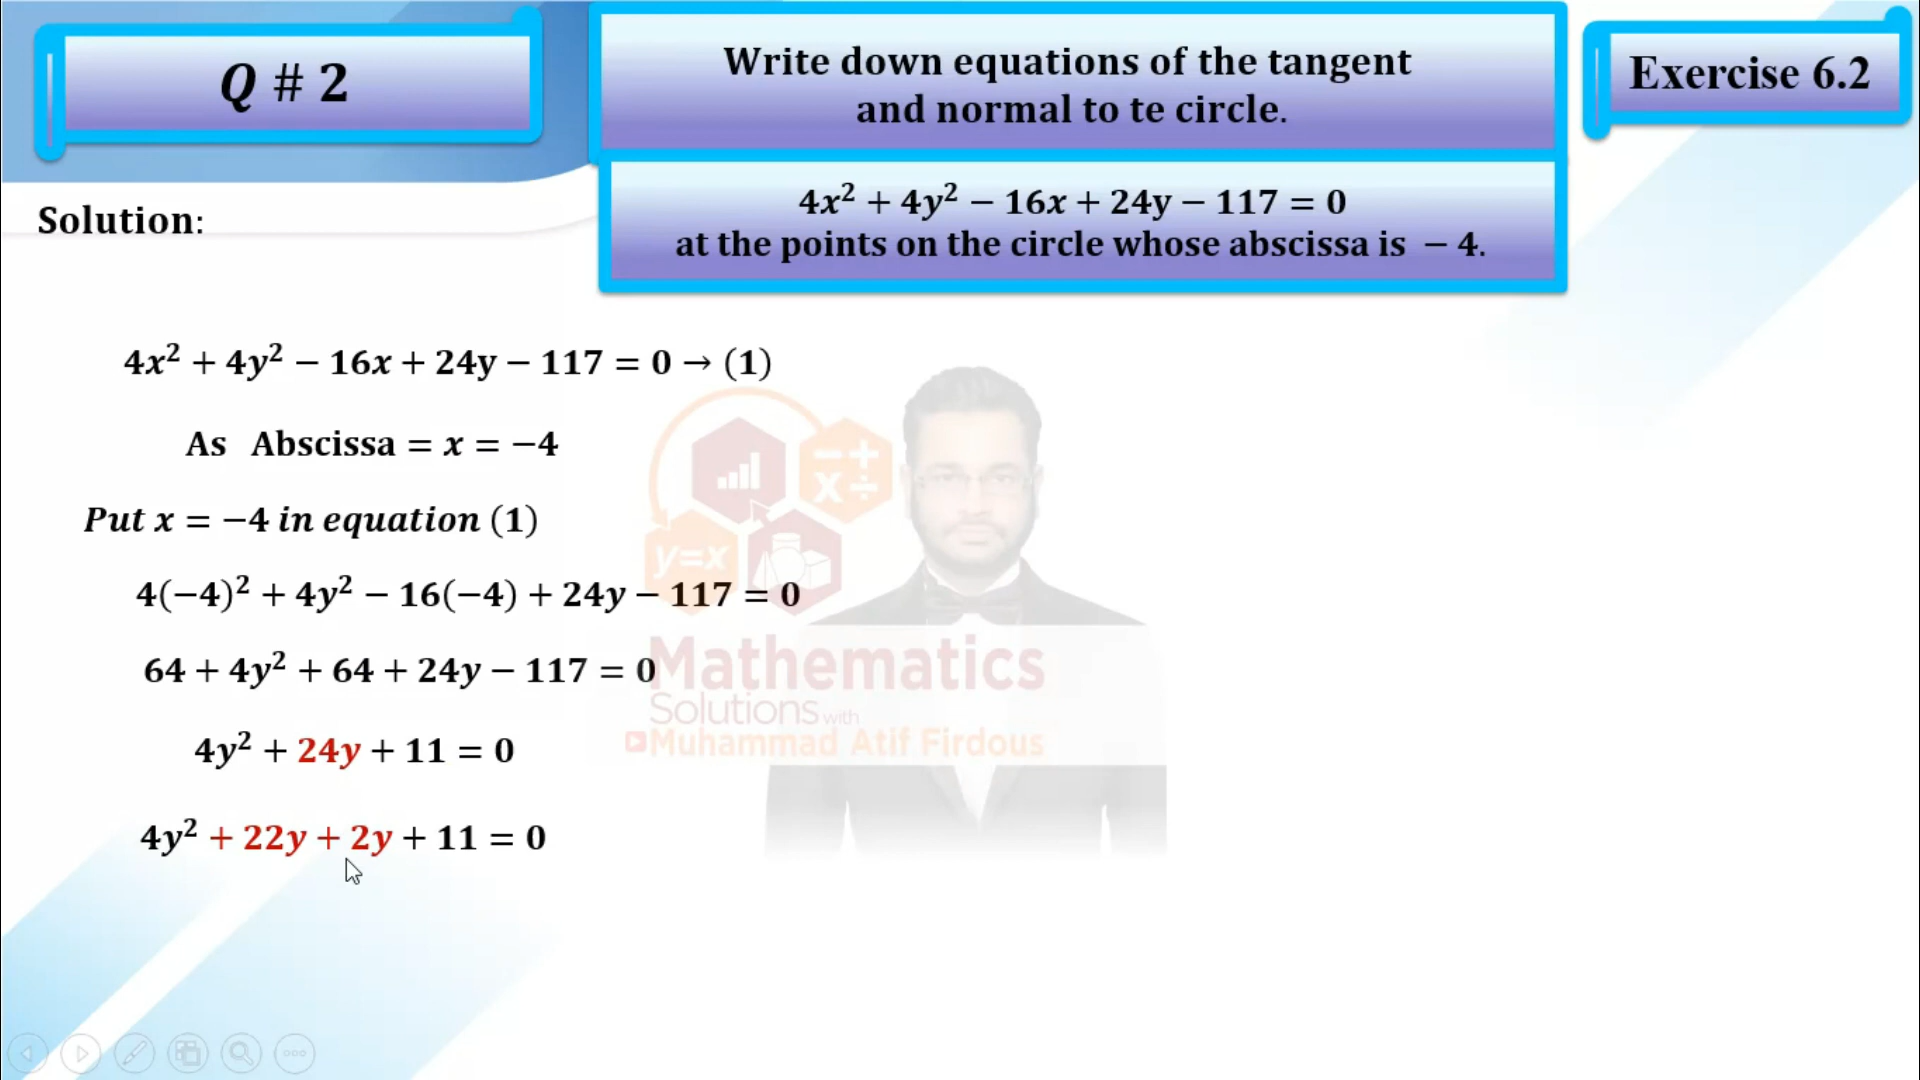 Q # 2
Write down equations of the tangent
and normal to te circle.
Exercise 6.2
4x² + 4y² − 16x + 24y − 117 = 0
at the points on the circle whose abscissa is − 4.
Solution:
4x² + 4y² − 16x + 24y − 117 = 0 → (1)
As Abscissa = x = −4
Put x = −4 in equation (1)
4(−4)² + 4y² − 16(−4) + 24y − 117 = 0
64 + 4y² + 64 + 24y − 117 = 0
4y² + 24y + 11 = 0
4y² + 22y + 2y + 11 = 0
y=x
Mathematics
Solutions with
Muhammad Atif Firdous